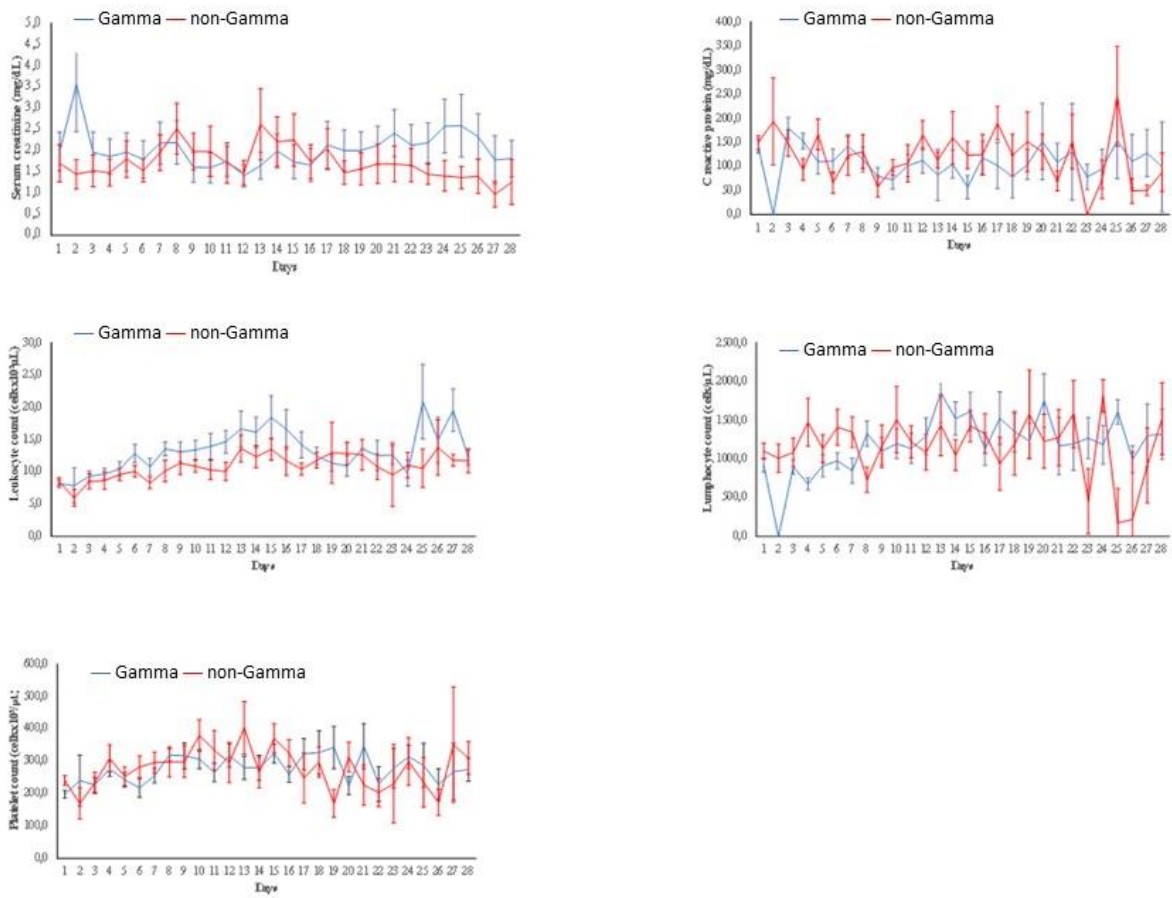 Gamma non-Gamma
Serum creatinine (mg/dL)
5,0
4,5
4,0
3,5
3,0
2,5
2,0
1,5
1,0
0,5
0,0
1 2 3 4 5 6 7 8 9 10 11 12 13 14 15 16 17 18 19 20 21 22 23 24 25 26 27 28
Days
Gamma non-Gamma
C reactive protein (mg/dL)
400,0
350,0
300,0
250,0
200,0
150,0
100,0
50,0
0,0
1 2 3 4 5 6 7 8 9 10 11 12 13 14 15 16 17 18 19 20 21 22 23 24 25 26 27 28
Days
Gamma non-Gamma
Leukocyte count (cellsx10³/µL)
30,0
25,0
20,0
15,0
10,0
5,0
0,0
1 2 3 4 5 6 7 8 9 10 11 12 13 14 15 16 17 18 19 20 21 22 23 24 25 26 27 28
Days
Gamma non-Gamma
Lumphocyte count (cells/µL)
2500,0
2000,0
1500,0
1000,0
500,0
0,0
1 2 3 4 5 6 7 8 9 10 11 12 13 14 15 16 17 18 19 20 21 22 23 24 25 26 27 28
Days
Gamma non-Gamma
Platelet count (cellsx10³/µL
600,0
500,0
400,0
300,0
200,0
100,0
0,0
1 2 3 4 5 6 7 8 9 10 11 12 13 14 15 16 17 18 19 20 21 22 23 24 25 26 27 28
Days